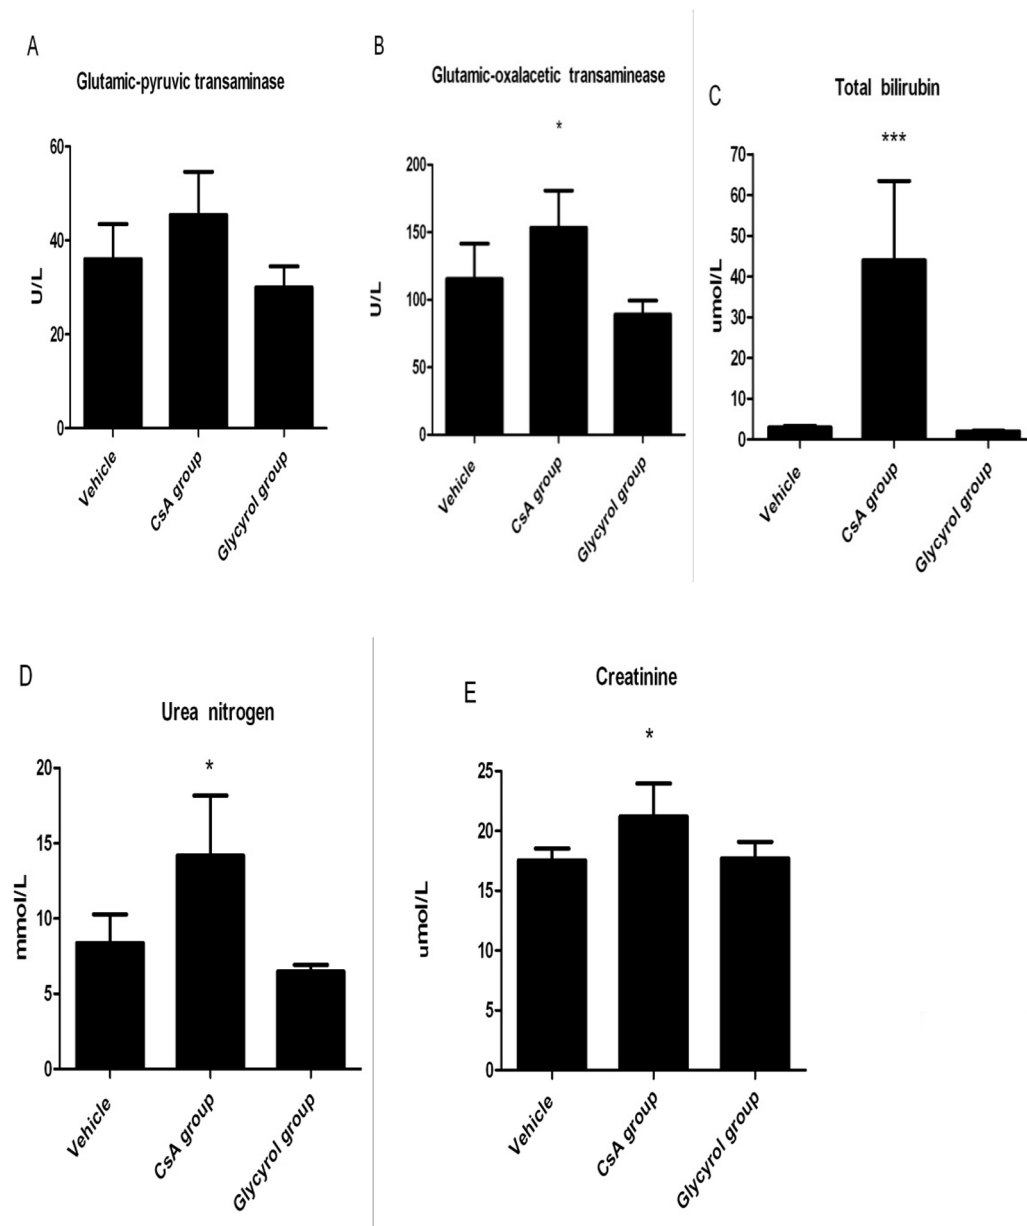 A
Glutamic-pyruvic transaminase
60
40
20
0
U/L
Vehicle
CsA group
Glycyrol group
B
Glutamic-oxalacetic transaminease
*
200
150
100
50
0
U/L
Vehicle
CsA group
Glycyrol group
C
Total bilirubin
***
70
60
50
40
30
20
10
0
umol/L
Vehicle
CsA group
Glycyrol group
D
Urea nitrogen
*
20
15
10
5
0
mmol/L
Vehicle
CsA group
Glycyrol group
E
Creatinine
*
25
20
15
10
5
0
umol/L
Vehicle
CsA group
Glycyrol group